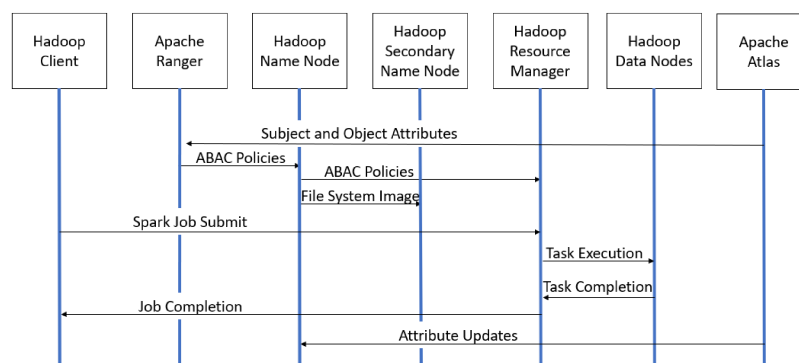 Hadoop
Client
Apache
Ranger
Hadoop
Name Node
Hadoop
Secondary
Name Node
Hadoop
Resource
Manager
Hadoop
Data Nodes
Apache
Atlas
Subject and Object Attributes
ABAC Policies
ABAC Policies
File System Image
Spark Job Submit
Task Execution
Task Completion
Job Completion
Attribute Updates